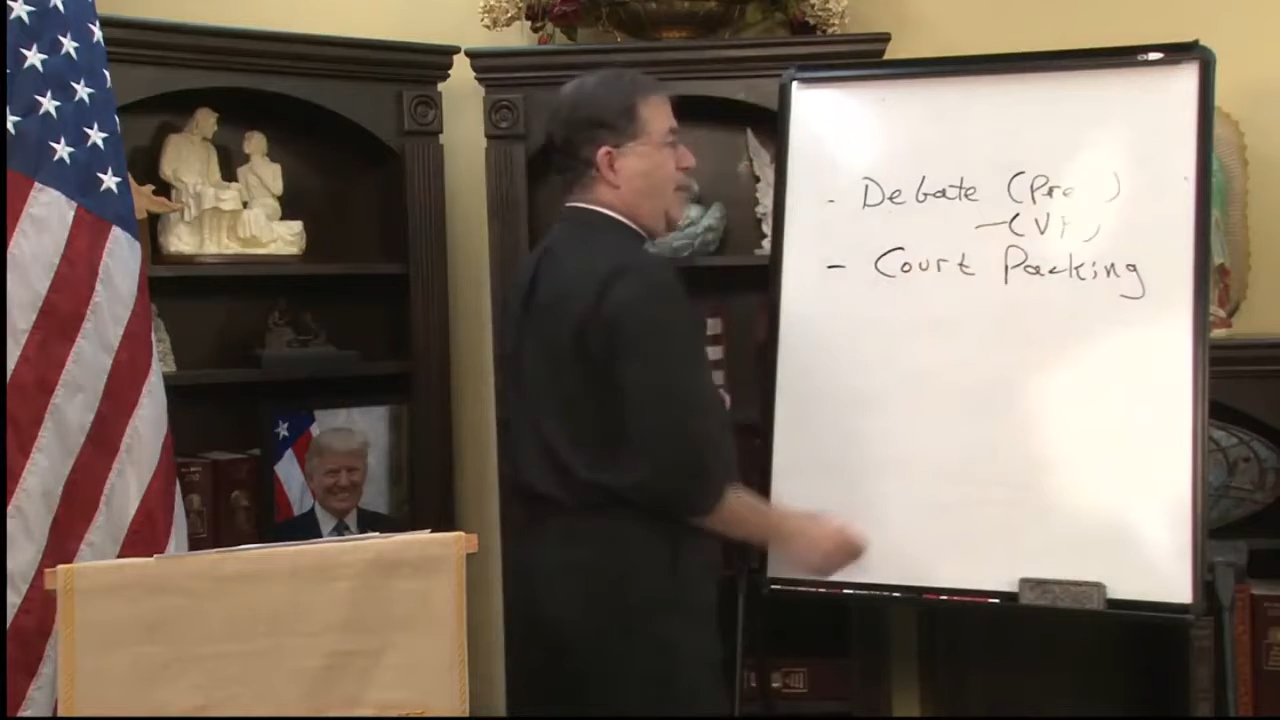 - Debate (Pre )
- (VP)
- Court Packing